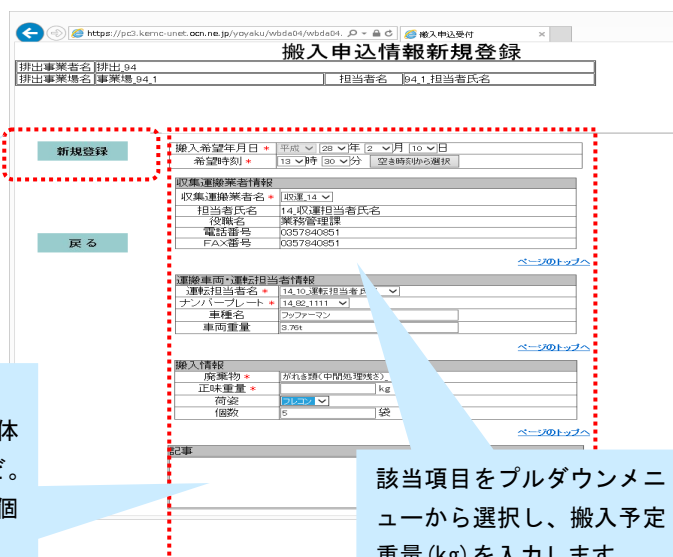 https://pc3.kemc-unet.ocn.ne.jp/yoyaku/wbda04/wbda04.
搬入申込受付 ×
搬入申込情報新規登録
排出事業者名 排出_94
排出事業場名 事業場_94_1 担当者名 94_1_担当者氏名
新規登録
戻る
搬入希望年月日 * 平成 28 年 2 月 10 日
希望時刻 * 13 時 30 分 空き時刻から選択
収集運搬業者情報
収集運搬業者名 * 収運_14
担当者氏名 14_収運担当者氏名
役職名 業務管理課
電話番号 0357840851
FAX番号 0357840851
ページのトップへ
運搬車両・運転担当者情報
運転担当者名 * 14_10_運転担当者氏
ナンバープレート * 14_82_1111
車種名 フッファーマン
車両重量 3.76t
ページのトップへ
搬入情報
廃棄物 * がれき類(中間処理残さ)_
正味重量 * kg
荷姿 フレコン
個数 5 袋
ページのトップへ
記事
体
ぎ。
個
該当項目をプルダウンメニ
ューから選択し、搬入予定
重量(kg)を入力します